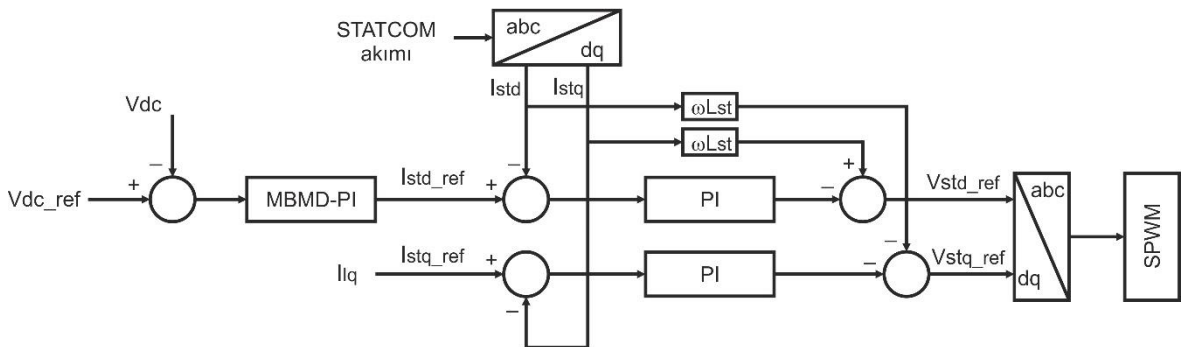 STATCOM
akımı
abc
dq
Istd
Istq
ωLst
ωLst
Vdc
−
+
Vdc_ref
MBMD-PI
Istd_ref
−
+
PI
−
+
Vstd_ref
abc
dq
SPWM
Ilq
Istq_ref
+
−
PI
−
−
Vstq_ref